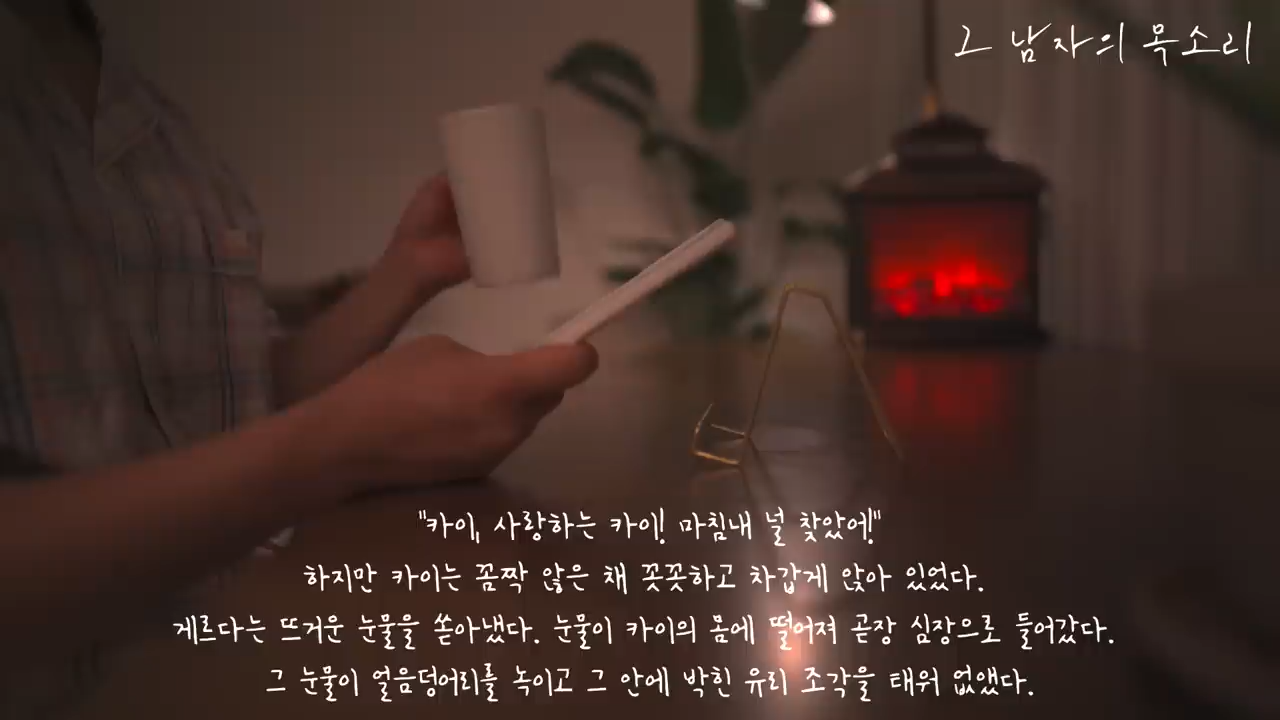 그 남자의 목소리
"카이, 사랑하는 카이! 마침내 널 찾았어!"
하지만 카이는 꼼짝 않은 채 꼿꼿하고 차갑게 앉아 있었다.
게르다는 뜨거운 눈물을 쏟아냈다. 눈물이 카이의 몸에 떨어져 곧장 심장으로 들어갔다.
그 눈물이 얼음덩어리를 녹이고 그 안에 박힌 유리 조각을 태워 없앴다.